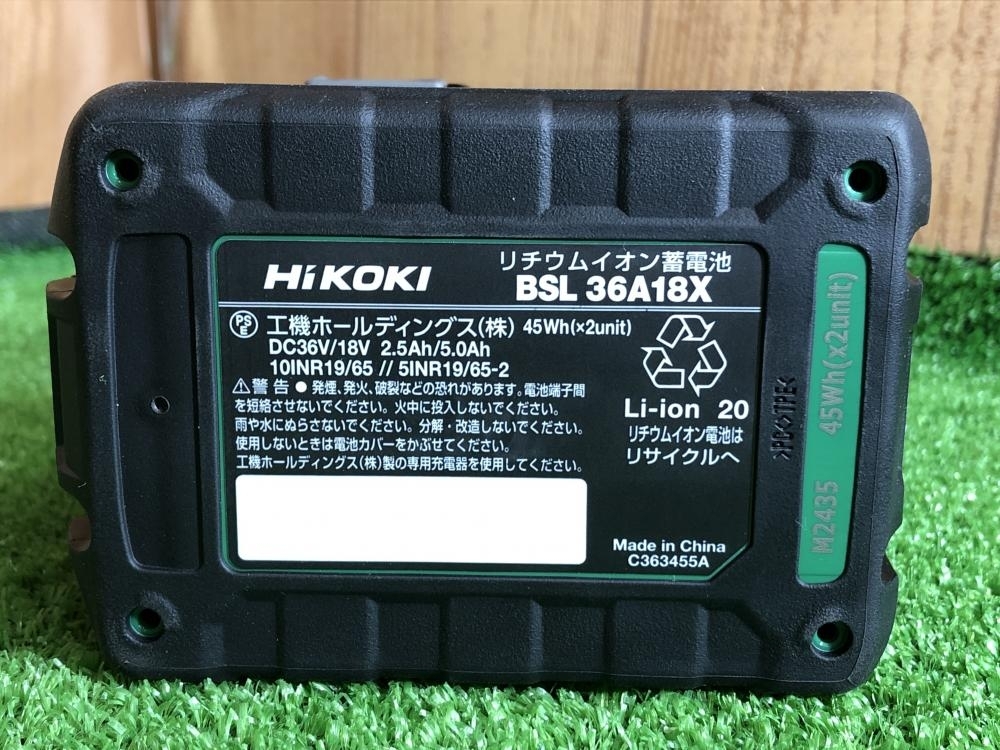 HiKOKI
リチウムイオン蓄電池
BSL 36A18X
PS E 工機ホールディングス(株) 45Wh(×2unit)
DC36V/18V 2.5Ah/5.0Ah
10INR19/65 // 5INR19/65-2
⚠警告 ● 発煙、発火、破裂などの恐れがあります。電池端子間
を短絡させないでください。火中に投入しないでください。
雨や水にぬらさないでください。分解・改造しないでください。
使用しないときは電池カバーをかぶせてください。
工機ホールディングス(株)製の専用充電器を使用してください。
Li-ion 20
リチウムイオン電池は
リサイクルへ
Made in China
C363455A
>PC<>TPE<
M2435 45Wh(×2unit)